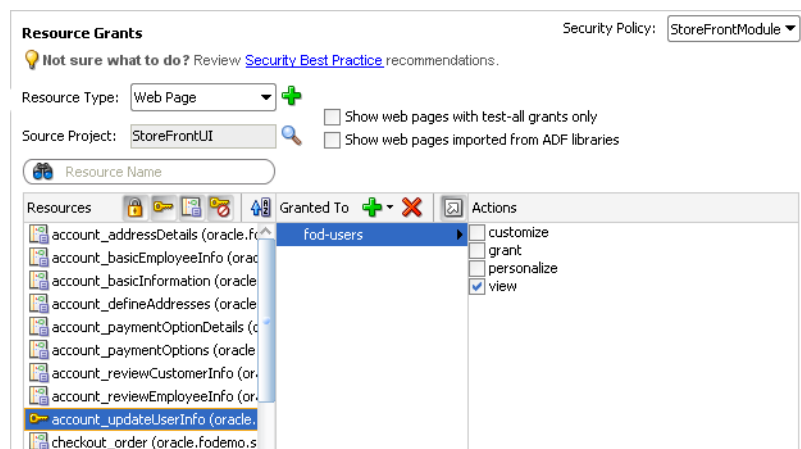 Resource Grants
Security Policy: StoreFrontModule
Not sure what to do? Review Security Best Practice recommendations.
Resource Type: Web Page
Show web pages with test-all grants only
Source Project: StoreFrontUI
Show web pages imported from ADF libraries
Resource Name
Resources Granted To Actions
account_addressDetails (oracle.fo fod-users customize
account_basicEmployeeInfo (orac grant
account_basicInformation (oracle personalize
account_defineAddresses (oracle view
account_paymentOptionDetails (o
account_paymentOptions (oracle
account_reviewCustomerInfo (or
account_reviewEmployeeInfo (or
account_updateUserInfo (oracle.
checkout_order (oracle.fodemo.s